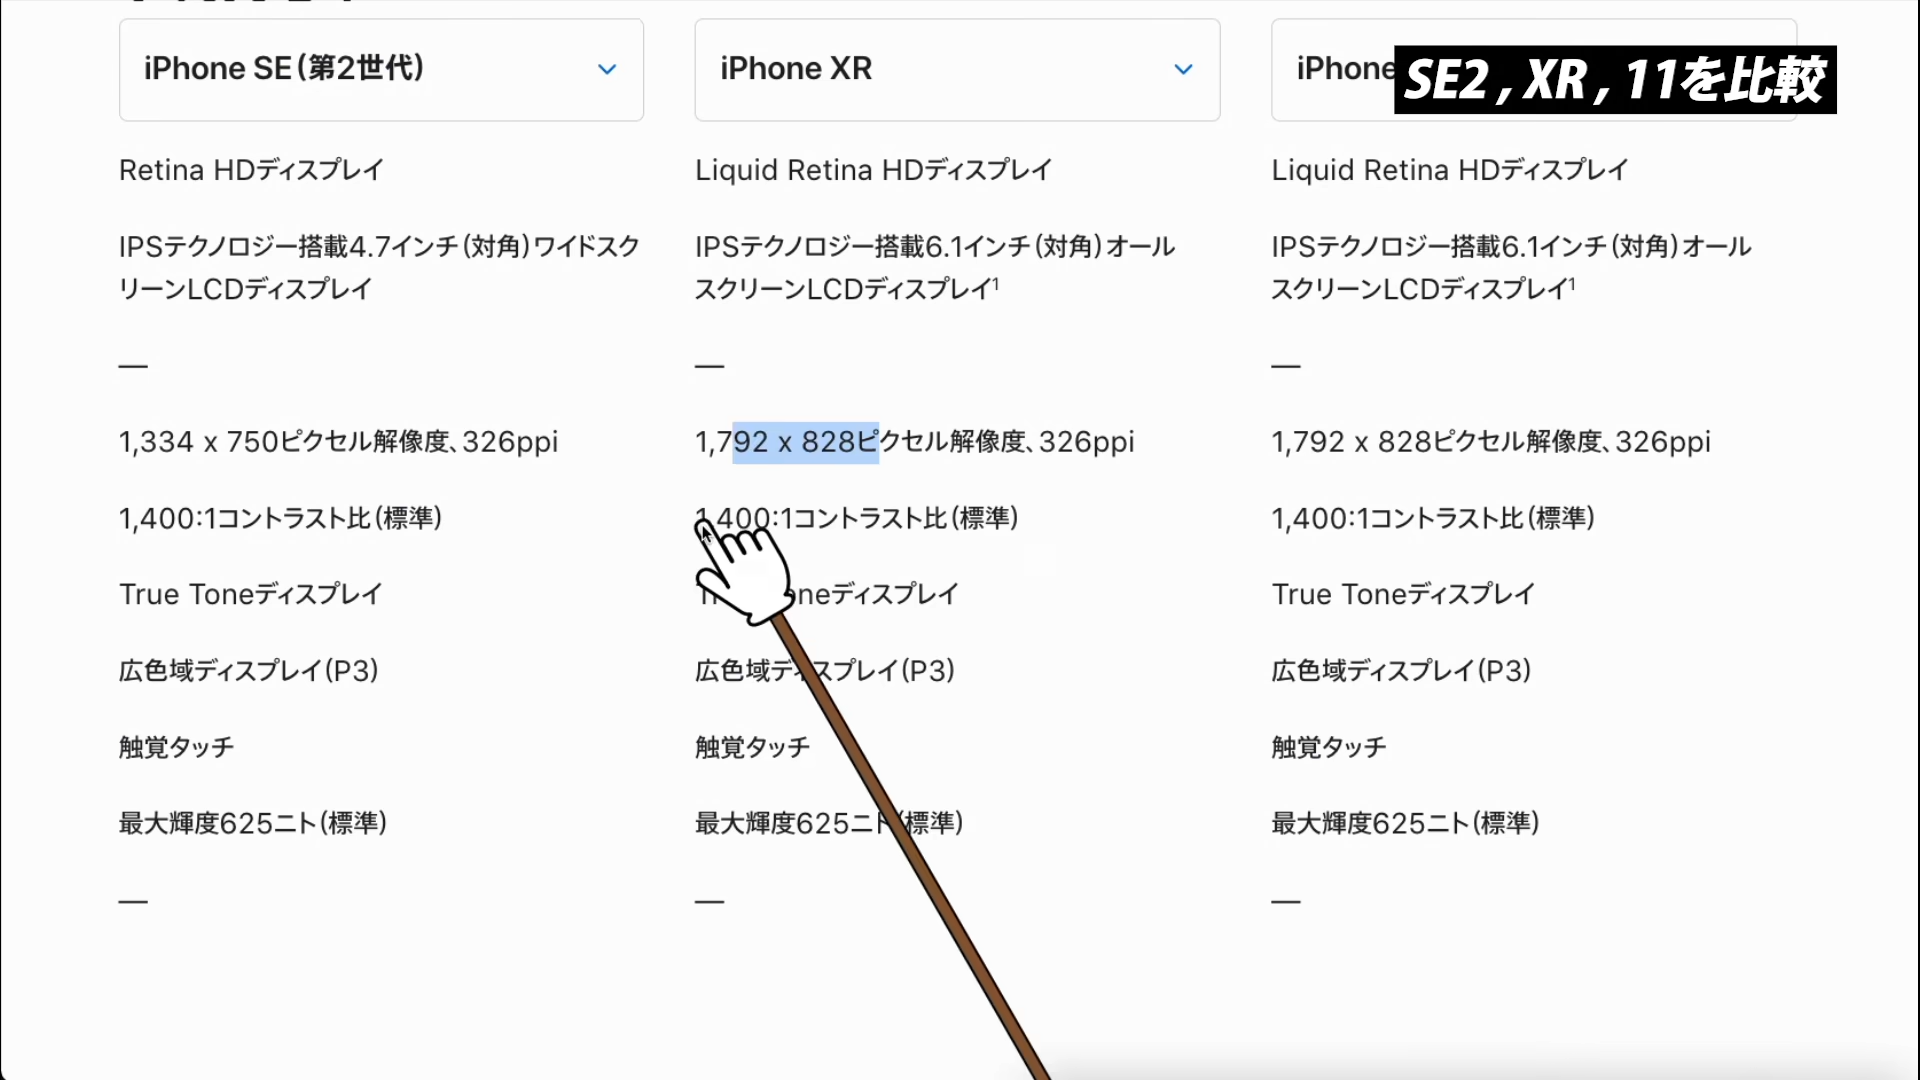 iPhone SE(第2世代)
iPhone XR
iPhone
SE2, XR, 11を比較
Retina HDディスプレイ
Liquid Retina HDディスプレイ
Liquid Retina HDディスプレイ
IPSテクノロジー搭載4.7インチ(対角)ワイドスク
リーンLCDディスプレイ
IPSテクノロジー搭載6.1インチ(対角)オール
スクリーンLCDディスプレイ¹
IPSテクノロジー搭載6.1インチ(対角)オール
スクリーンLCDディスプレイ¹
—
—
—
1,334 x 750ピクセル解像度、326ppi
1,792 x 828ピクセル解像度、326ppi
1,792 x 828ピクセル解像度、326ppi
1,400:1コントラスト比(標準)
1,400:1コントラスト比(標準)
1,400:1コントラスト比(標準)
True Toneディスプレイ
oneディスプレイ
True Toneディスプレイ
広色域ディスプレイ(P3)
広色域ディスプレイ(P3)
広色域ディスプレイ(P3)
触覚タッチ
触覚タッチ
触覚タッチ
最大輝度625ニト(標準)
最大輝度625ニト(標準)
最大輝度625ニト(標準)
—
—
—